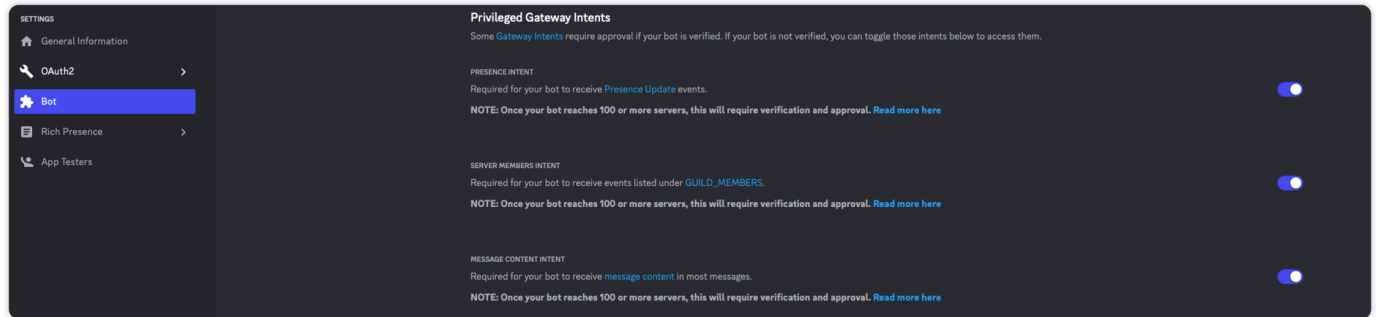 SETTINGS
General Information
OAuth2
Bot
Rich Presence
App Testers
Privileged Gateway Intents
Some Gateway Intents require approval if your bot is verified. If your bot is not verified, you can toggle those intents below to access them.
PRESENCE INTENT
Required for your bot to receive Presence Update events.
NOTE: Once your bot reaches 100 or more servers, this will require verification and approval. Read more here
SERVER MEMBERS INTENT
Required for your bot to receive events listed under GUILD_MEMBERS.
NOTE: Once your bot reaches 100 or more servers, this will require verification and approval. Read more here
MESSAGE CONTENT INTENT
Required for your bot to receive message content in most messages.
NOTE: Once your bot reaches 100 or more servers, this will require verification and approval. Read more here